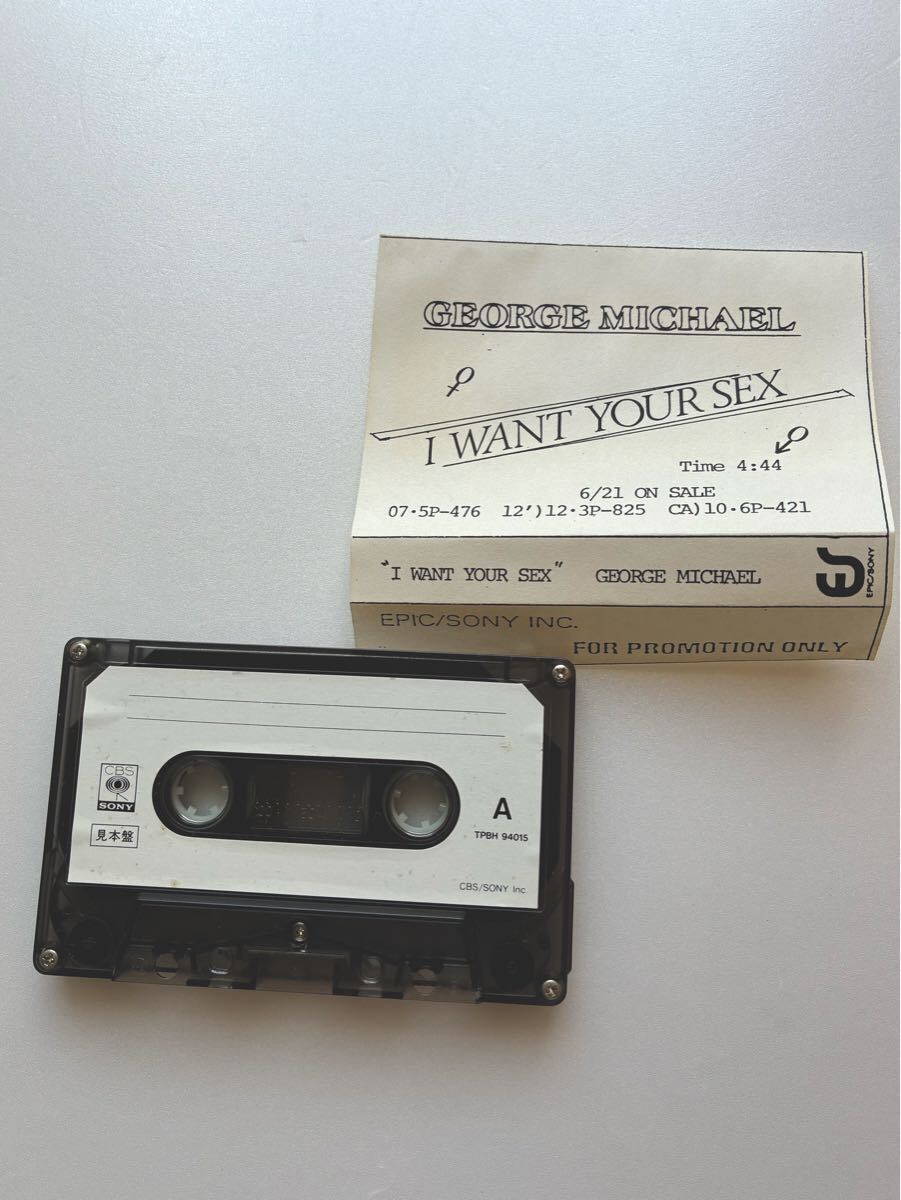 GEORGE MICHAEL
I WANT YOUR SEX
Time 4:44
6/21 ON SALE
07・5P-476 12')12・3P-825 CA)10・6P-421
"I WANT YOUR SEX" GEORGE MICHAEL
EPIC/SONY
EPIC/SONY INC.
FOR PROMOTION ONLY
CBS
SONY
見本盤
A
TPBH 94015
CBS/SONY Inc.